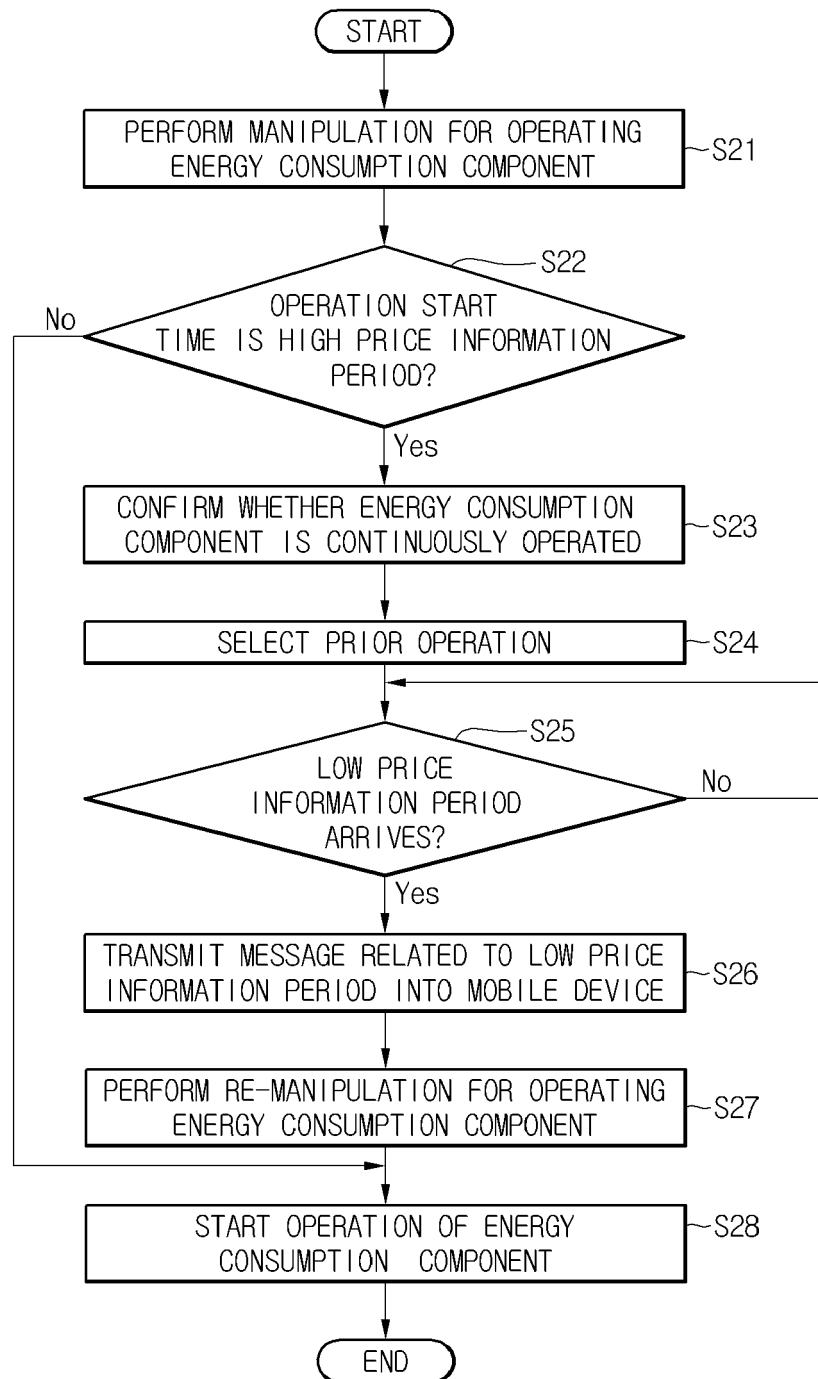 START
PERFORM MANIPULATION FOR OPERATING
ENERGY CONSUMPTION COMPONENT
S21
S22
OPERATION START
TIME IS HIGH PRICE INFORMATION
PERIOD?
No
Yes
CONFIRM WHETHER ENERGY CONSUMPTION
COMPONENT IS CONTINUOUSLY OPERATED
S23
SELECT PRIOR OPERATION
S24
S25
LOW PRICE
INFORMATION PERIOD
ARRIVES?
No
Yes
TRANSMIT MESSAGE RELATED TO LOW PRICE
INFORMATION PERIOD INTO MOBILE DEVICE
S26
PERFORM RE-MANIPULATION FOR OPERATING
ENERGY CONSUMPTION COMPONENT
S27
START OPERATION OF ENERGY
CONSUMPTION COMPONENT
S28
END